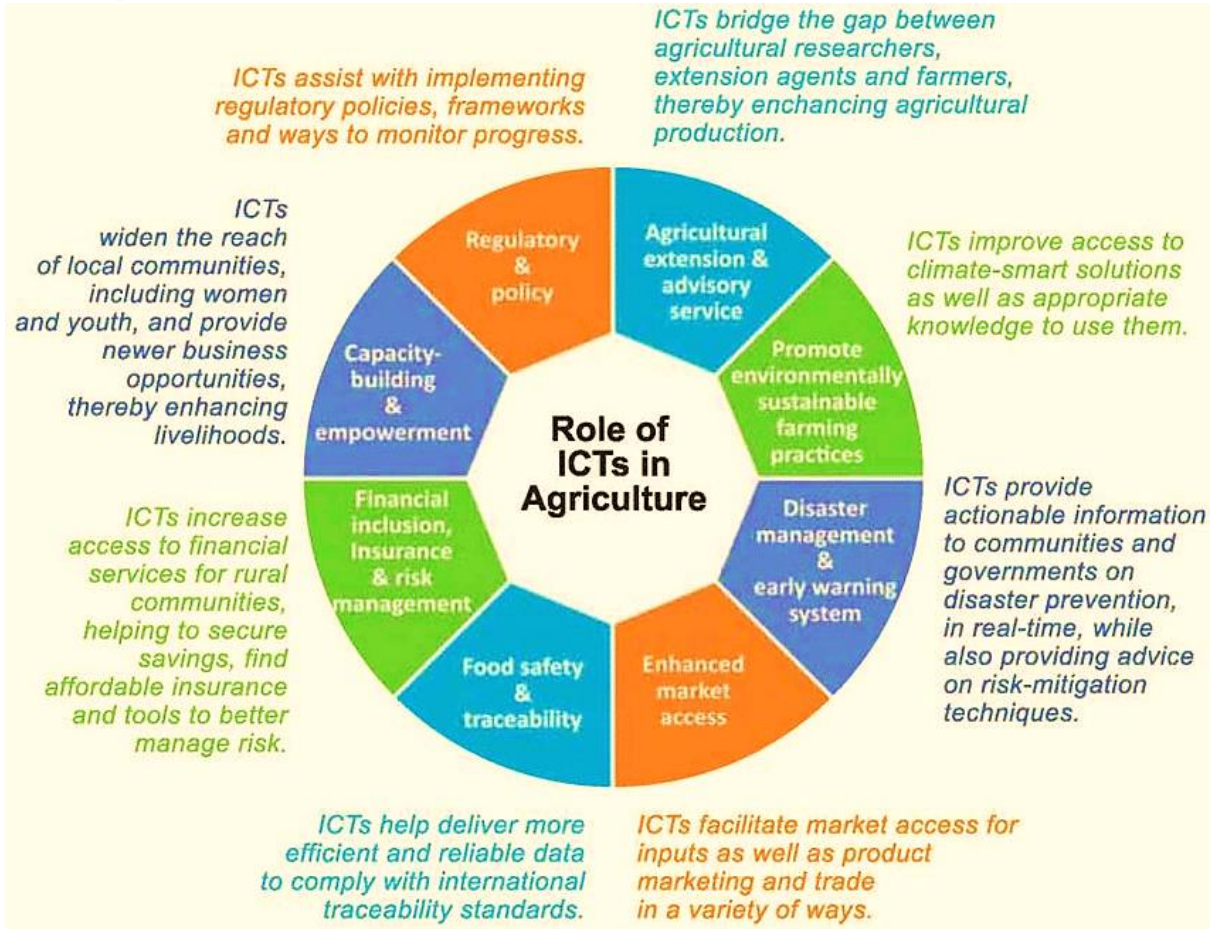 ICTs bridge the gap between
agricultural researchers,
extension agents and farmers,
thereby enchancing agricultural
production.
ICTs assist with implementing
regulatory policies, frameworks
and ways to monitor progress.
ICTs
widen the reach
of local communities,
including women
and youth, and provide
newer business
opportunities,
thereby enhancing
livelihoods.
Regulatory
&
policy
Agricultural
extension &
advisory
service
ICTs improve access to
climate-smart solutions
as well as appropriate
knowledge to use them.
Capacity-
building
&
empowerment
Promote
environmentally
sustainable
farming
practices
Role of
ICTs in
Agriculture
ICTs increase
access to financial
services for rural
communities,
helping to secure
savings, find
affordable insurance
and tools to better
manage risk.
Financial
inclusion,
Insurance
& risk
management
Disaster
management
&
early warning
system
ICTs provide
actionable information
to communities and
governments on
disaster prevention,
in real-time, while
also providing advice
on risk-mitigation
techniques.
Food safety
&
traceability
Enhanced
market
access
ICTs help deliver more
efficient and reliable data
to comply with international
traceability standards.
ICTs facilitate market access for
inputs as well as product
marketing and trade
in a variety of ways.